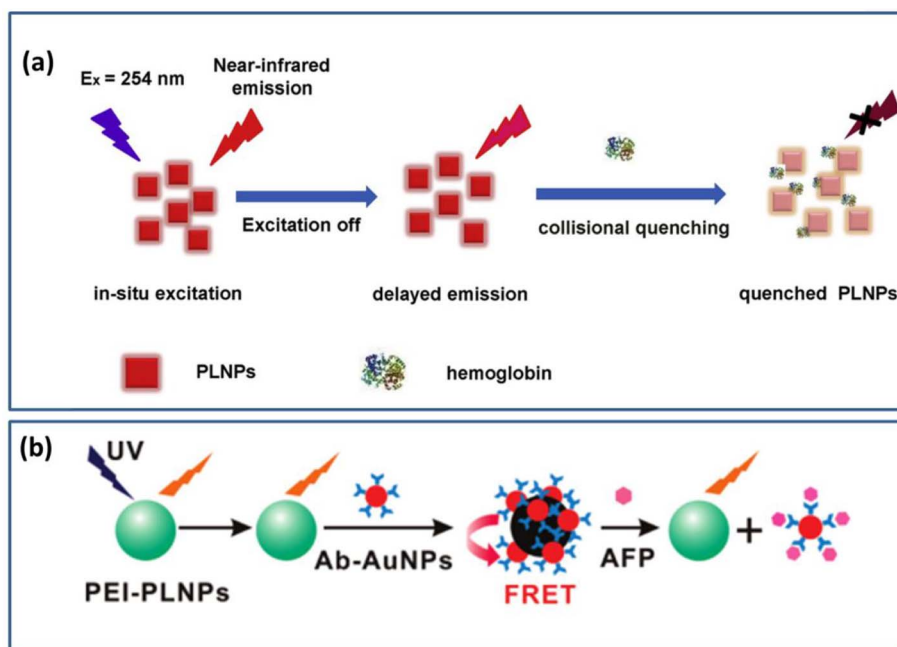 (a)
Ex = 254 nm
Near-infrared
emission
Excitation off
collisional quenching
in-situ excitation
delayed emission
quenched PLNPs
PLNPs
hemoglobin
(b)
UV
PEI-PLNPs
Ab-AuNPs
FRET
AFP
+